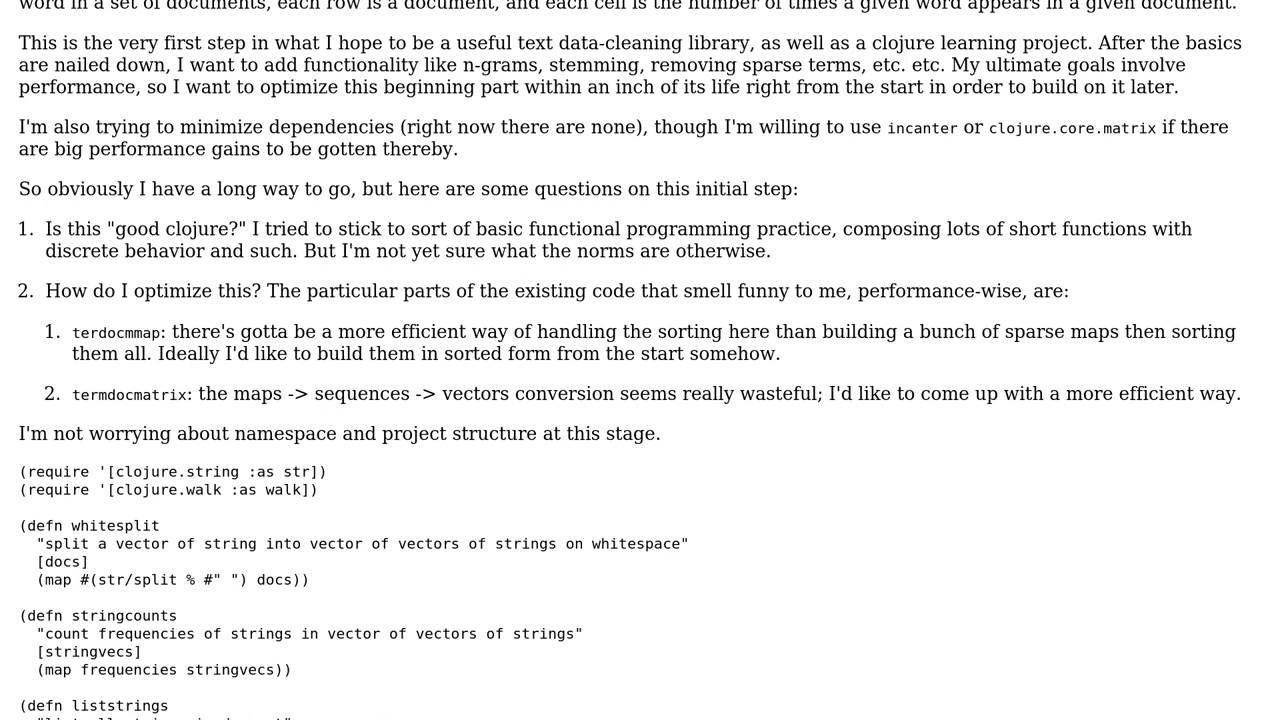 word in a set of documents, each row is a document, and each cell is the number of times a given word appears in a given document.
This is the very first step in what I hope to be a useful text data-cleaning library, as well as a clojure learning project. After the basics
are nailed down, I want to add functionality like n-grams, stemming, removing sparse terms, etc. etc. My ultimate goals involve
performance, so I want to optimize this beginning part within an inch of its life right from the start in order to build on it later.
I'm also trying to minimize dependencies (right now there are none), though I'm willing to use incanter or clojure.core.matrix if there
are big performance gains to be gotten thereby.
So obviously I have a long way to go, but here are some questions on this initial step:
1. Is this "good clojure?" I tried to stick to sort of basic functional programming practice, composing lots of short functions with
discrete behavior and such. But I'm not yet sure what the norms are otherwise.
2. How do I optimize this? The particular parts of the existing code that smell funny to me, performance-wise, are:
1. terdocmmap: there's gotta be a more efficient way of handling the sorting here than building a bunch of sparse maps then sorting
them all. Ideally I'd like to build them in sorted form from the start somehow.
2. termdocmatrix: the maps -> sequences -> vectors conversion seems really wasteful; I'd like to come up with a more efficient way.
I'm not worrying about namespace and project structure at this stage.
(require '[clojure.string :as str])
(require '[clojure.walk :as walk])
(defn whitesplit
  "split a vector of string into vector of vectors of strings on whitespace"
  [docs]
  (map #(str/split % #" ") docs))
(defn stringcounts
  "count frequencies of strings in vector of vectors of strings"
  [stringvecs]
  (map frequencies stringvecs))
(defn liststrings